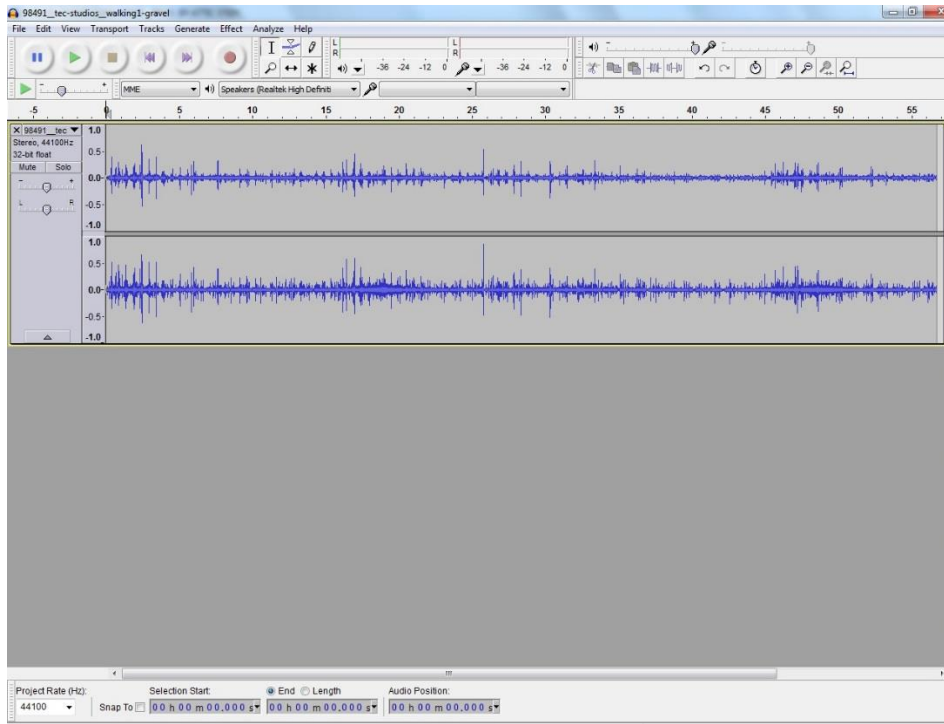 98491__tec-studios__walking1-gravel
File Edit View Transport Tracks Generate Effect Analyze Help
L
R
-36 -24 -12 0
L
R
-36 -24 -12 0
MME
Speakers (Realtek High Definiti
-5 0 5 10 15 20 25 30 35 40 45 50 55
98491__tec
Stereo, 44100Hz
32-bit float
Mute Solo
- +
L R
1.0
0.5-
0.0-
-0.5-
-1.0
1.0
0.5-
0.0-
-0.5-
-1.0
Project Rate (Hz): Selection Start: End Length Audio Position:
44100 Snap To 00 h 00 m 00.000 s 00 h 00 m 00.000 s 00 h 00 m 00.000 s